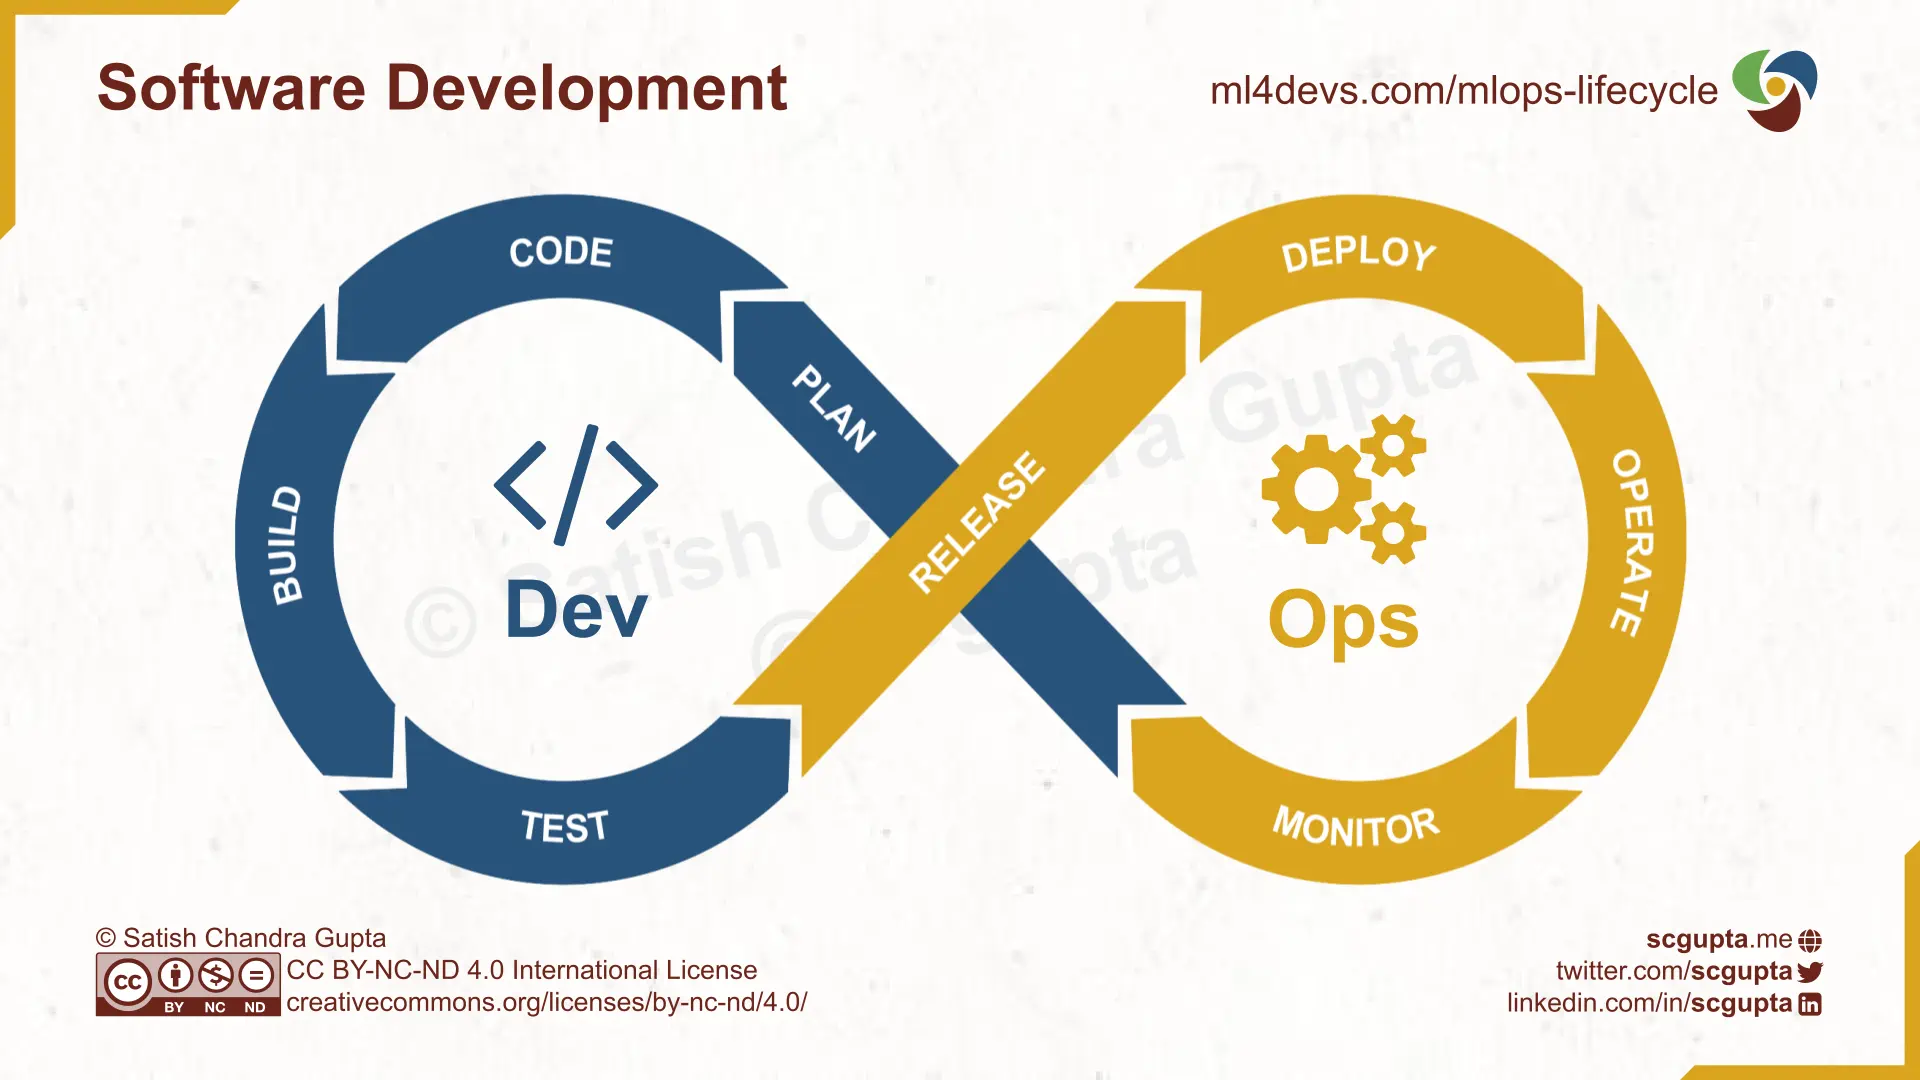 Software Development
ml4devs.com/mlops-lifecycle
CODE
PLAN
BUILD
TEST
RELEASE
DEPLOY
OPERATE
MONITOR
Dev
Ops
© Satish Chandra Gupta
CC BY-NC-ND 4.0 International License
creativecommons.org/licenses/by-nc-nd/4.0/
cc
BY NC ND
scgupta.me
twitter.com/scgupta
linkedin.com/in/scgupta
in